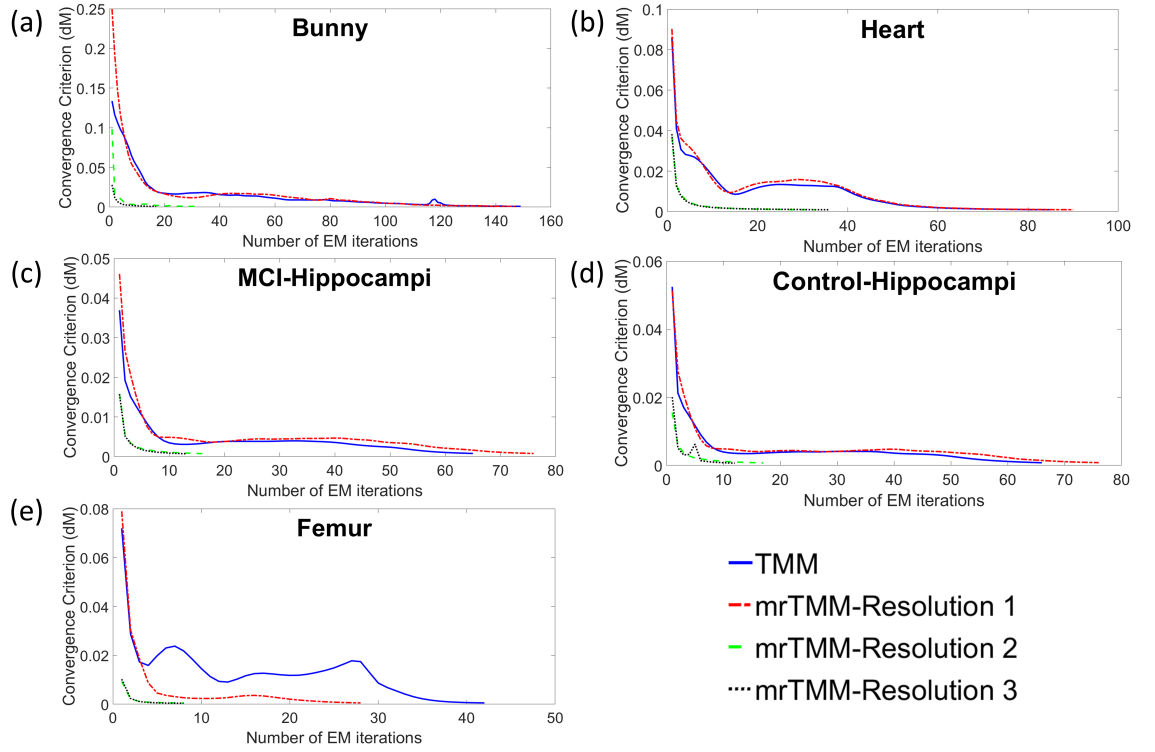 (a)
Bunny
Convergence Criterion (dM)
0.25
0.2
0.15
0.1
0.05
0
0 20 40 60 80 100 120 140 160
Number of EM iterations
(b)
Heart
Convergence Criterion (dM)
0.1
0.08
0.06
0.04
0.02
0
0 20 40 60 80 100
Number of EM iterations
(c)
MCI-Hippocampi
Convergence Criterion (dM)
0.05
0.04
0.03
0.02
0.01
0
0 10 20 30 40 50 60 70 80
Number of EM iterations
(d)
Control-Hippocampi
Convergence Criterion (dM)
0.06
0.04
0.02
0
0 10 20 30 40 50 60 70 80
Number of EM iterations
(e)
Femur
Convergence Criterion (dM)
0.08
0.06
0.04
0.02
0
0 10 20 30 40 50
Number of EM iterations
TMM
mrTMM-Resolution 1
mrTMM-Resolution 2
mrTMM-Resolution 3